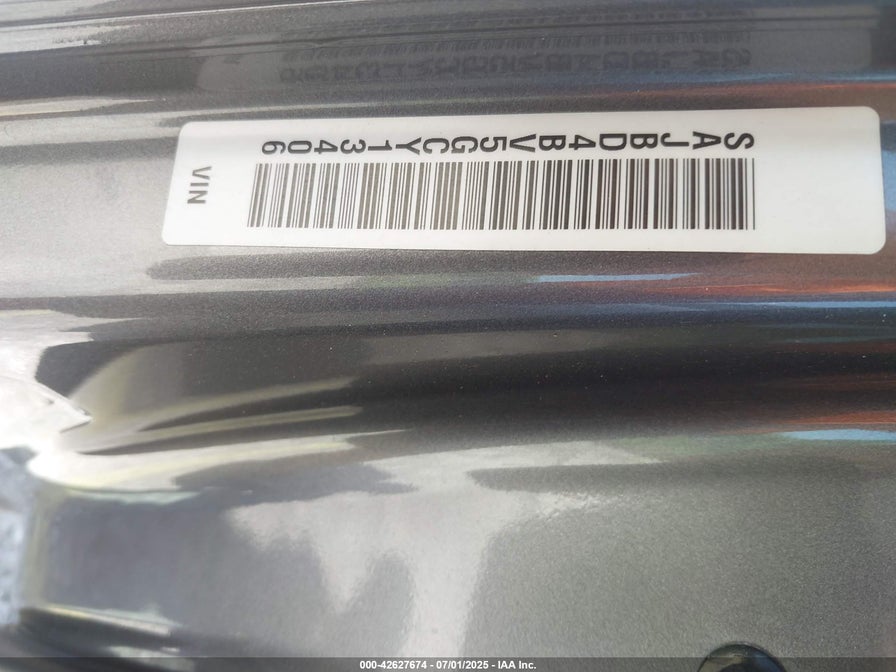 SAJBD4BV5GCY13406
VIN
000-42627674 | 07/01/2025 - IAA Inc.